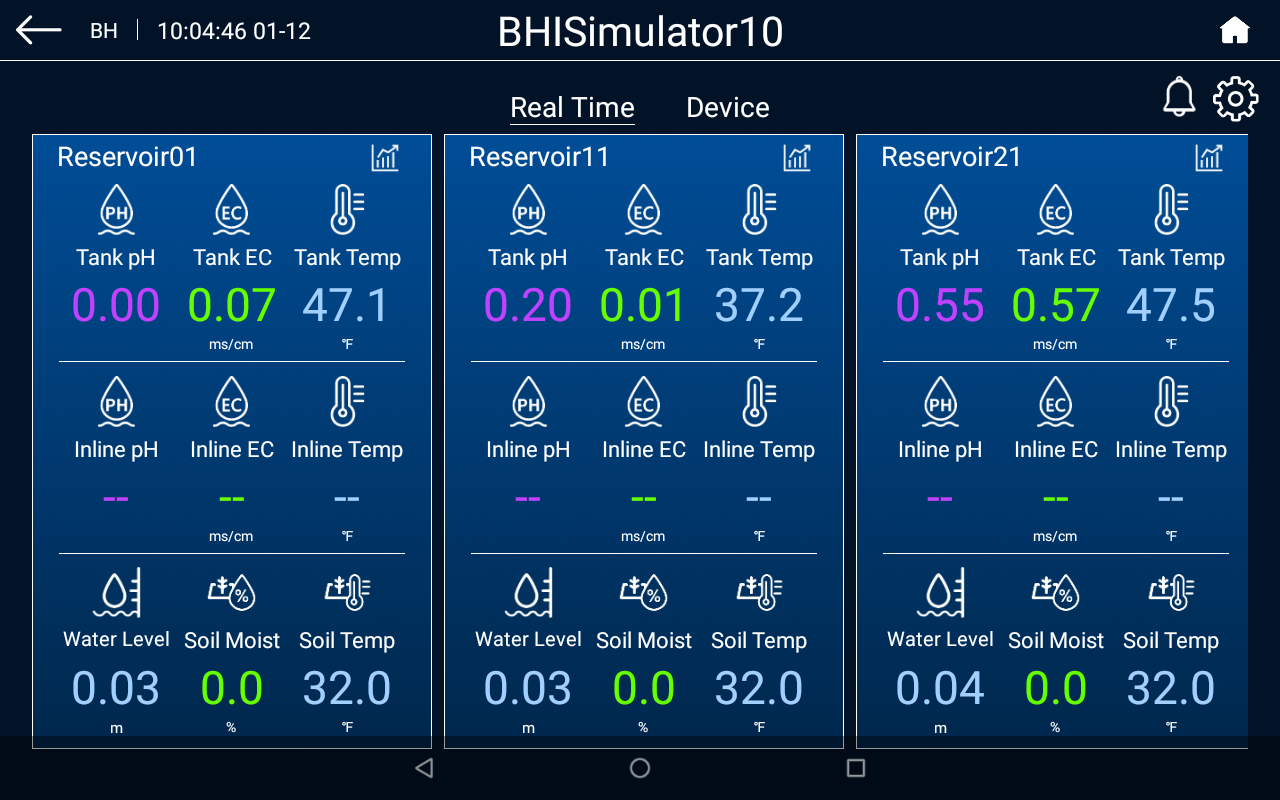 BH | 10:04:46 01-12
BHISimulator10
Real Time Device
Reservoir01
PH EC
Tank pH Tank EC Tank Temp
0.00 0.07 47.1
ms/cm °F
PH EC
Inline pH Inline EC Inline Temp
-- -- --
ms/cm °F
%
Water Level Soil Moist Soil Temp
0.03 0.0 32.0
m % °F
Reservoir11
PH EC
Tank pH Tank EC Tank Temp
0.20 0.01 37.2
ms/cm °F
PH EC
Inline pH Inline EC Inline Temp
-- -- --
ms/cm °F
%
Water Level Soil Moist Soil Temp
0.03 0.0 32.0
m % °F
Reservoir21
PH EC
Tank pH Tank EC Tank Temp
0.55 0.57 47.5
ms/cm °F
PH EC
Inline pH Inline EC Inline Temp
-- -- --
ms/cm °F
%
Water Level Soil Moist Soil Temp
0.04 0.0 32.0
m % °F